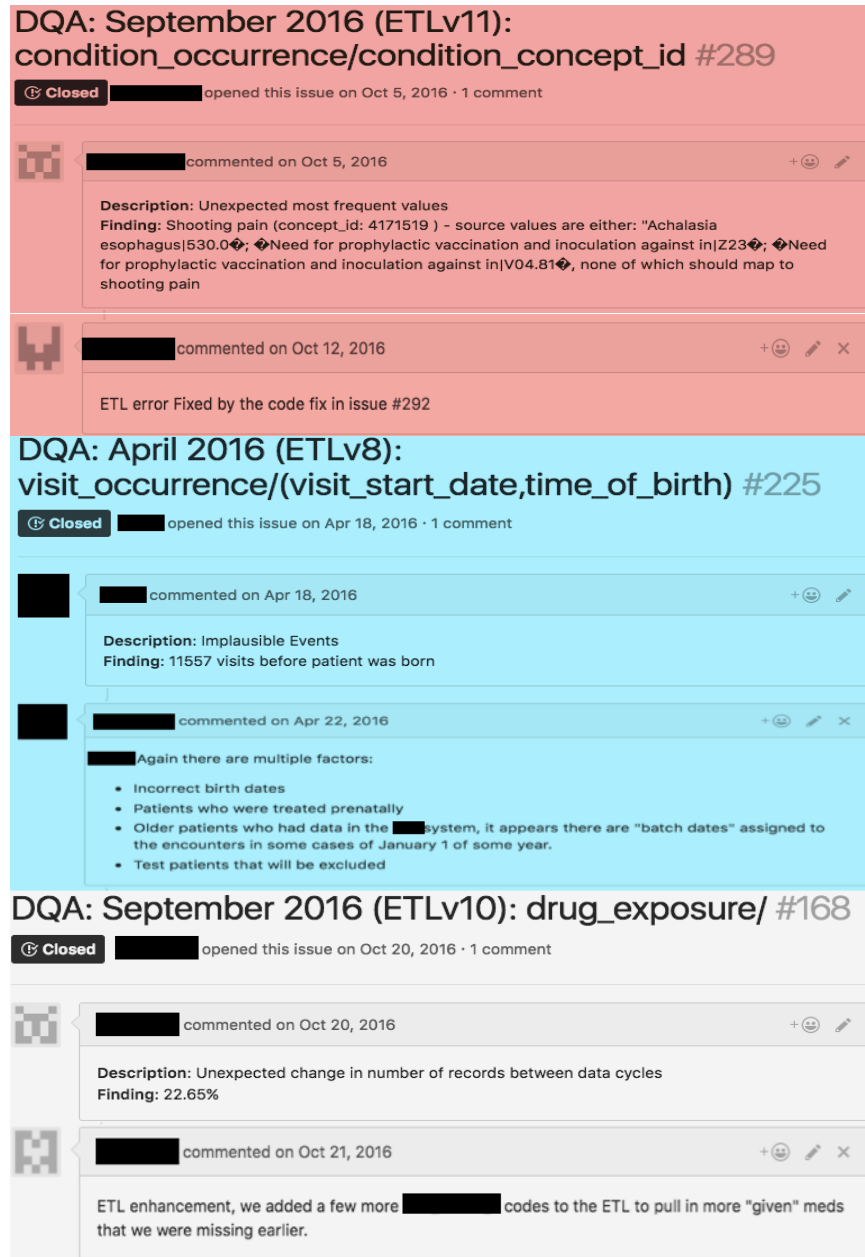 DQA: September 2016 (ETLv11):
condition_occurrence/condition_concept_id #289
Closed opened this issue on Oct 5, 2016 · 1 comment
commented on Oct 5, 2016
Description: Unexpected most frequent values
Finding: Shooting pain (concept_id: 4171519 ) - source values are either: "Achalasia
esophagus|530.0�; �Need for prophylactic vaccination and inoculation against in|Z23�; �Need
for prophylactic vaccination and inoculation against in|V04.81�, none of which should map to
shooting pain
commented on Oct 12, 2016
ETL error Fixed by the code fix in issue #292
DQA: April 2016 (ETLv8):
visit_occurrence/(visit_start_date,time_of_birth) #225
Closed opened this issue on Apr 18, 2016 · 1 comment
commented on Apr 18, 2016
Description: Implausible Events
Finding: 11557 visits before patient was born
commented on Apr 22, 2016
Again there are multiple factors:
• Incorrect birth dates
• Patients who were treated prenatally
• Older patients who had data in the system, it appears there are "batch dates" assigned to
the encounters in some cases of January 1 of some year.
• Test patients that will be excluded
DQA: September 2016 (ETLv10): drug_exposure/ #168
Closed opened this issue on Oct 20, 2016 · 1 comment
commented on Oct 20, 2016
Description: Unexpected change in number of records between data cycles
Finding: 22.65%
commented on Oct 21, 2016
ETL enhancement, we added a few more codes to the ETL to pull in more "given" meds
that we were missing earlier.